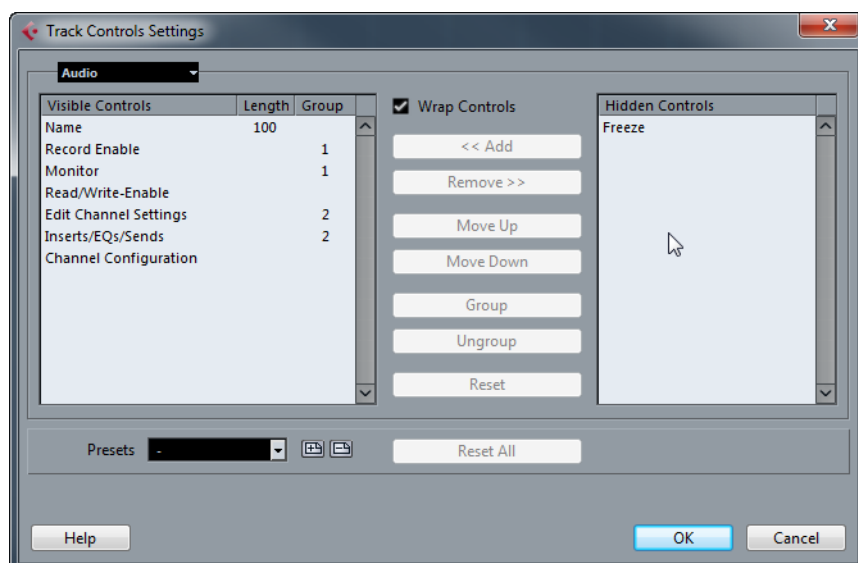 Track Controls Settings
Audio
Visible Controls Length Group
Name 100
Record Enable 1
Monitor 1
Read/Write-Enable
Edit Channel Settings 2
Inserts/EQs/Sends 2
Channel Configuration
Wrap Controls
<< Add
Remove >>
Move Up
Move Down
Group
Ungroup
Reset
Hidden Controls
Freeze
Presets -
Reset All
Help
OK
Cancel